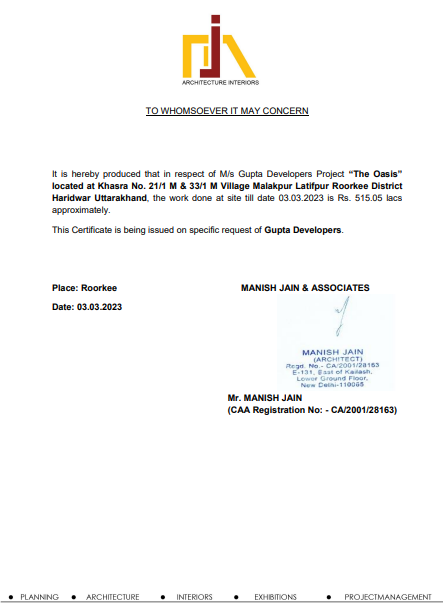 ARCHITECTURE INTERIORS
TO WHOMSOEVER IT MAY CONCERN
It is hereby produced that in respect of M/s Gupta Developers Project “The Oasis”
located at Khasra No. 21/1 M & 33/1 M Village Malakpur Latifpur Roorkee District
Haridwar Uttarakhand, the work done at site till date 03.03.2023 is Rs. 515.05 lacs
approximately.
This Certificate is being issued on specific request of Gupta Developers.
Place: Roorkee
MANISH JAIN & ASSOCIATES
Date: 03.03.2023
MANISH JAIN
(ARCHITECT)
Regd. No.- CA/2001/28163
E-131, East of Kailash,
Lower Ground Floor,
New Delhi-110065
Mr. MANISH JAIN
(CAA Registration No: - CA/2001/28163)
● PLANNING ● ARCHITECTURE ● INTERIORS ● EXHIBITIONS ● PROJECTMANAGEMENT